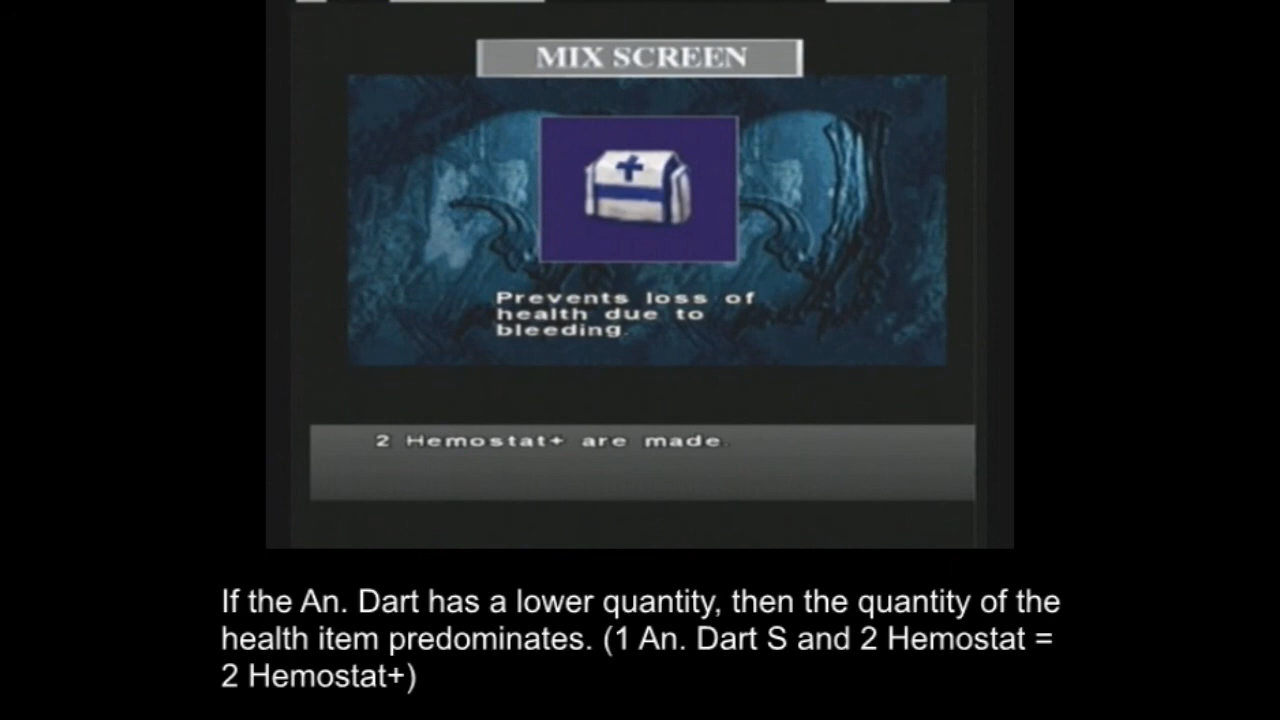 MIX SCREEN
Prevents loss of
health due to
bleeding.
2 Hemostat+ are made.
If the An. Dart has a lower quantity, then the quantity of the
health item predominates. (1 An. Dart S and 2 Hemostat =
2 Hemostat+)